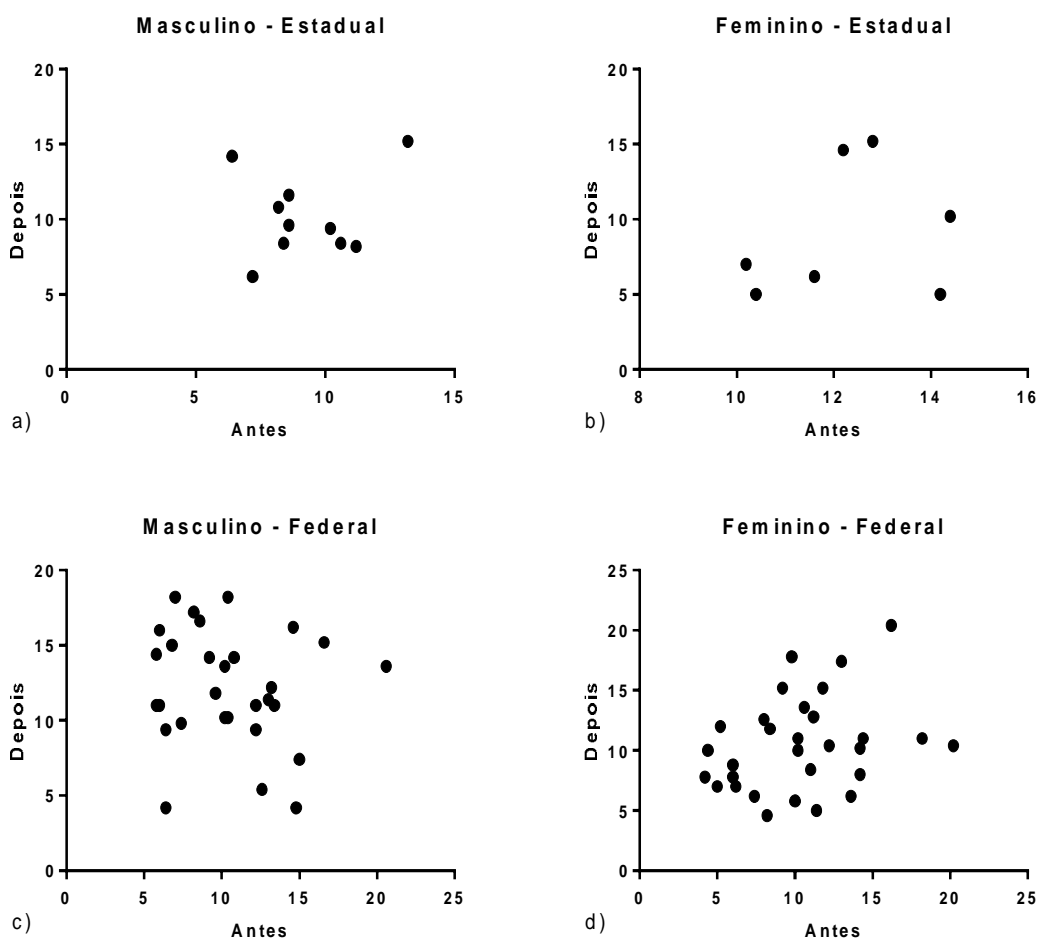 Masculino - Estadual
20
15
10
5
0
Depois
0 5 10 15
Antes
a)
Feminino - Estadual
20
15
10
5
0
Depois
8 10 12 14 16
Antes
b)
Masculino - Federal
20
15
10
5
0
Depois
0 5 10 15 20 25
Antes
c)
Feminino - Federal
25
20
15
10
5
0
Depois
0 5 10 15 20 25
Antes
d)